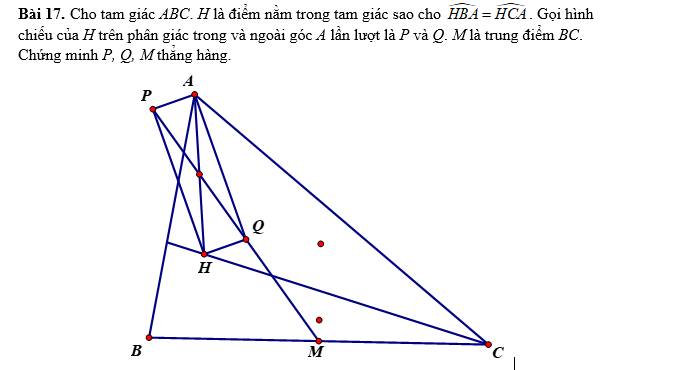 Bài 17. Cho tam giác ABC. H là điểm nằm trong tam giác sao cho HBA = HCA. Gọi hình
chiếu của H trên phân giác trong và ngoài góc A lần lượt là P và Q. M là trung điểm BC.
Chứng minh P, Q, M thẳng hàng.
A
P
Q
H
B
M
C